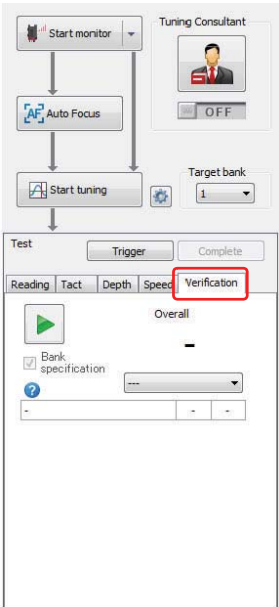 Tuning Consultant
Start monitor
OFF
AF Auto Focus
Target bank
Start tuning
1
Test
Trigger
Complete
Reading Tact Depth Speed Verification
Overall
-
Bank
specification
?
---
- - -